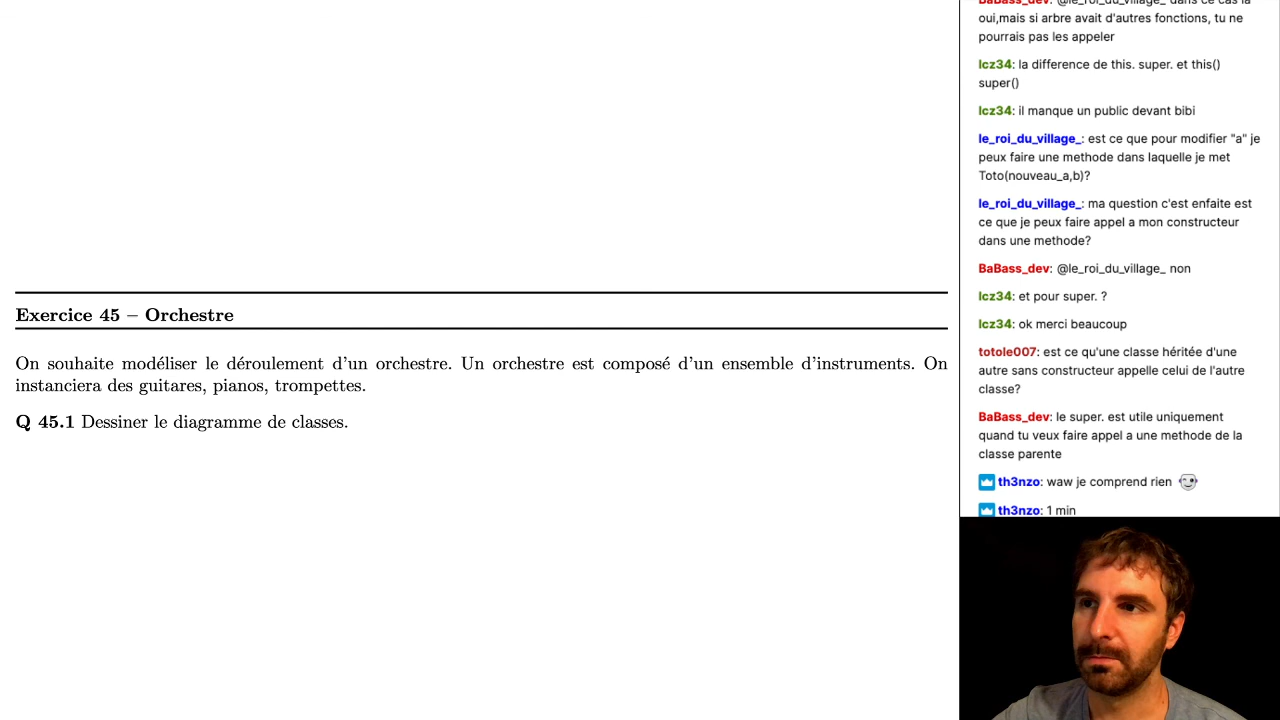 Exercice 45 – Orchestre
On souhaite modéliser le déroulement d'un orchestre. Un orchestre est composé d'un ensemble d'instruments. On
instanciera des guitares, pianos, trompettes.
Q 45.1 Dessiner le diagramme de classes.
BaBass_dev: @le_roi_du_village_ dans ce cas la
oui,mais si arbre avait d'autres fonctions, tu ne
pourrais pas les appeler
lcz34: la difference de this. super. et this()
super()
lcz34: il manque un public devant bibi
le_roi_du_village_: est ce que pour modifier "a" je
peux faire une methode dans laquelle je met
Toto(nouveau_a,b)?
le_roi_du_village_: ma question c'est enfaite est
ce que je peux faire appel a mon constructeur
dans une methode?
BaBass_dev: @le_roi_du_village_ non
lcz34: et pour super. ?
lcz34: ok merci beaucoup
totole007: est ce qu'une classe héritée d'une
autre sans constructeur appelle celui de l'autre
classe?
BaBass_dev: le super. est utile uniquement
quand tu veux faire appel a une methode de la
classe parente
th3nzo: waw je comprend rien
th3nzo: 1 min